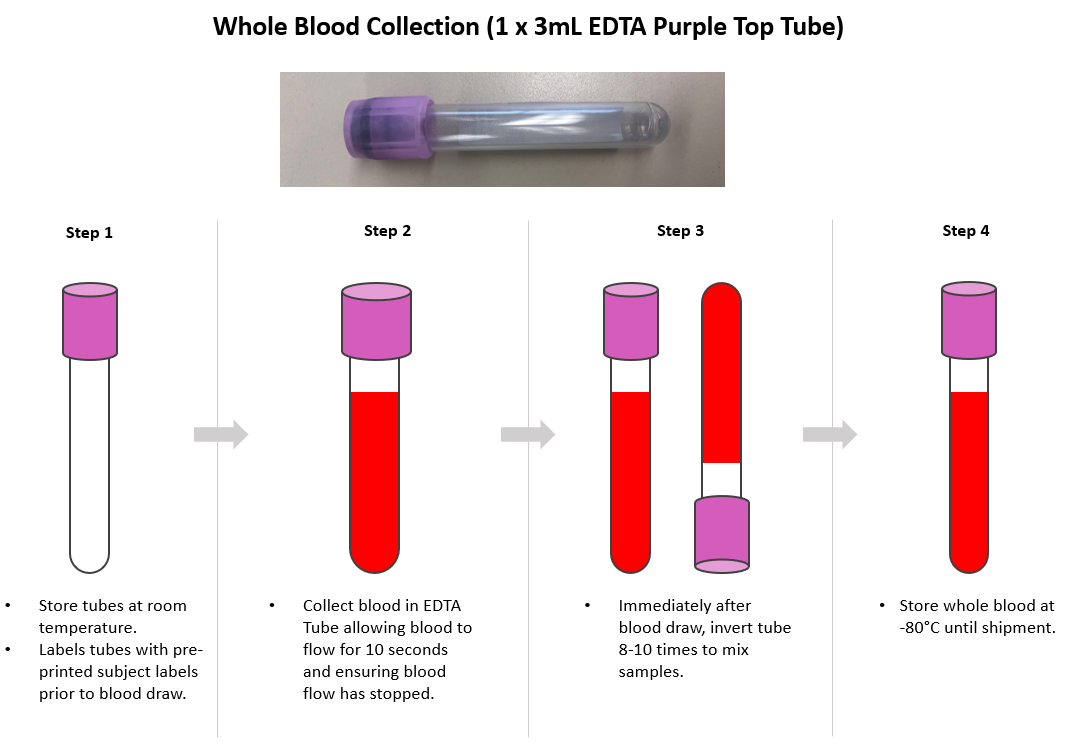 Whole Blood Collection (1 x 3mL EDTA Purple Top Tube)
Step 1
Step 2
Step 3
Step 4
• Store tubes at room
temperature.
• Labels tubes with pre-
printed subject labels
prior to blood draw.
• Collect blood in EDTA
Tube allowing blood to
flow for 10 seconds
and ensuring blood
flow has stopped.
• Immediately after
blood draw, invert tube
8-10 times to mix
samples.
• Store whole blood at
-80°C until shipment.